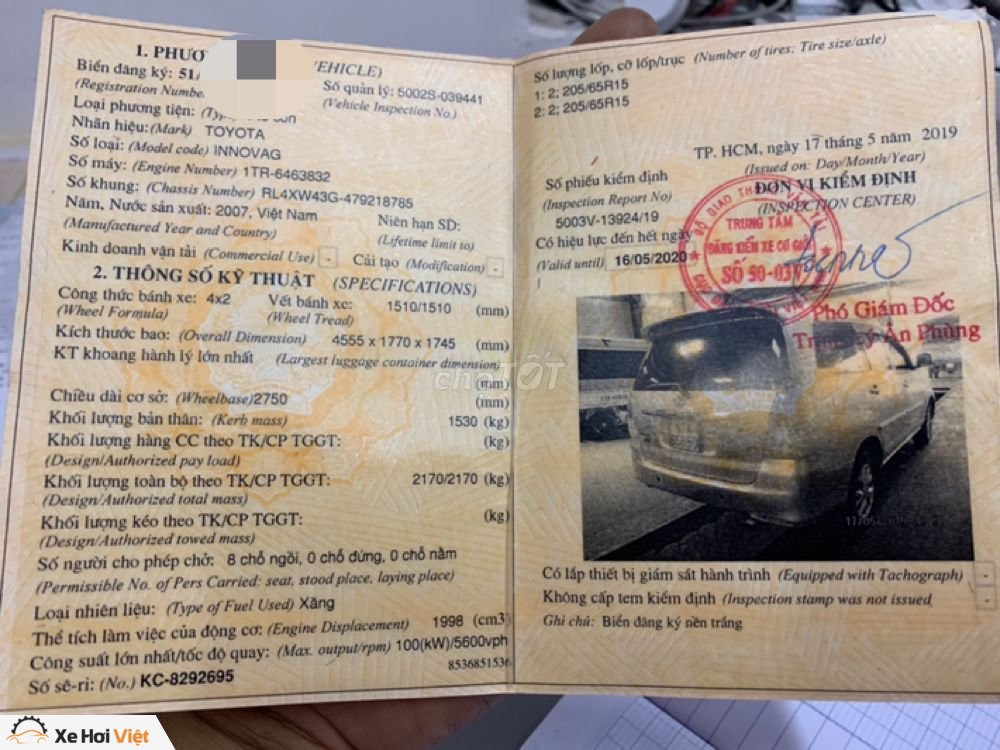 1. PHƯƠ VEHICLE)
Biển đăng ký: 51
(Registration Numbe
Số quản lý: 5002S-039441
(Vehicle Inspection No.)
Loại phương tiện: (Typ con
Nhãn hiệu: (Mark) TOYOTA
Số loại: (Model code) INNOVAG
Số máy: (Engine Number) 1TR-6463832
Số khung: (Chassis Number) RL4XW43G-479218785
Năm, Nước sản xuất: 2007, Việt Nam
(Manufactured Year and Country)
Niên hạn SD:
(Lifetime limit to)
Kinh doanh vận tải (Commercial Use) - Cải tạo (Modification) -
2. THÔNG SỐ KỸ THUẬT (SPECIFICATIONS)
Công thức bánh xe: 4x2
(Wheel Formula)
Vết bánh xe: 1510/1510 (mm)
(Wheel Tread)
Kích thước bao: (Overall Dimension) 4555 x 1770 x 1745 (mm)
KT khoang hành lý lớn nhất (Largest luggage container dimension)
(mm)
Chiều dài cơ sở: (Wheelbase) 2750 (mm)
Khối lượng bản thân: (Kerb mass) 1530 (kg)
Khối lượng hàng CC theo TK/CP TGGT: (kg)
(Design/Authorized pay load)
Khối lượng toàn bộ theo TK/CP TGGT: 2170/2170 (kg)
(Design/Authorized total mass)
Khối lượng kéo theo TK/CP TGGT: (kg)
(Design/Authorized towed mass)
Số người cho phép chở: 8 chỗ ngồi, 0 chỗ đứng, 0 chỗ nằm
(Permissible No. of Pers Carried: seat, stood place, laying place)
Loại nhiên liệu: (Type of Fuel Used) Xăng
Thể tích làm việc của động cơ: (Engine Displacement) 1998 (cm3)
Công suất lớn nhất/tốc độ quay: (Max. output/rpm) 100(kW)/5600vph
8536851536
Số sê-ri: (No.) KC-8292695
Số lượng lốp, cỡ lốp/trục (Number of tires; Tire size/axle)
1: 2; 205/65R15
2: 2; 205/65R15
TP. HCM, ngày 17 tháng 5 năm 2019
(Issued on: Day/Month/Year)
Số phiếu kiểm định
(Inspection Report No)
5003V-13924/19
ĐƠN VỊ KIỂM ĐỊNH
(INSPECTION CENTER)
Có hiệu lực đến hết ngày
(Valid until) 16/05/2020
TRUNG TÂM
ĐĂNG KIỂM XE CƠ GIỚI
SỐ 50-03V
Phó Giám Đốc
Ân Phùng
Có lắp thiết bị giám sát hành trình (Equipped with Tachograph) -
Không cấp tem kiểm định (Inspection stamp was not issued) -
Ghi chú: Biển đăng ký nền trắng
chợTỐT
Xe Hơi Việt